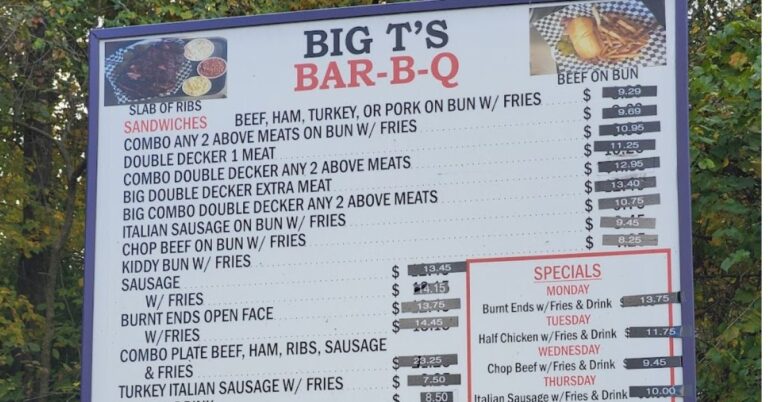 BIG T'S
BAR-B-Q
SLAB OF RIBS
BEEF ON BUN
SANDWICHES BEEF, HAM, TURKEY, OR PORK ON BUN W/ FRIES $ 9.29
COMBO ANY 2 ABOVE MEATS ON BUN W/ FRIES $ 9.69
DOUBLE DECKER 1 MEAT $ 10.95
COMBO DOUBLE DECKER ANY 2 ABOVE MEATS $ 11.25
BIG DOUBLE DECKER EXTRA MEAT $ 12.95
BIG COMBO DOUBLE DECKER ANY 2 ABOVE MEATS $ 13.40
ITALIAN SAUSAGE ON BUN W/ FRIES $ 10.75
CHOP BEEF ON BUN W/ FRIES $ 9.45
KIDDY BUN W/ FRIES $ 8.25
SAUSAGE $ 13.45
W/ FRIES $ 14.15
BURNT ENDS OPEN FACE $ 13.75
W/FRIES $ 14.45
COMBO PLATE BEEF, HAM, RIBS, SAUSAGE
& FRIES $ 23.25
TURKEY ITALIAN SAUSAGE W/ FRIES $ 7.50
$ 8.50
SPECIALS
MONDAY
Burnt Ends w/Fries & Drink $ 13.75
TUESDAY
Half Chicken w/Fries & Drink $ 11.75
WEDNESDAY
Chop Beef w/Fries & Drink $ 9.45
THURSDAY
Italian Sausage w/Fries & Drink 10.00